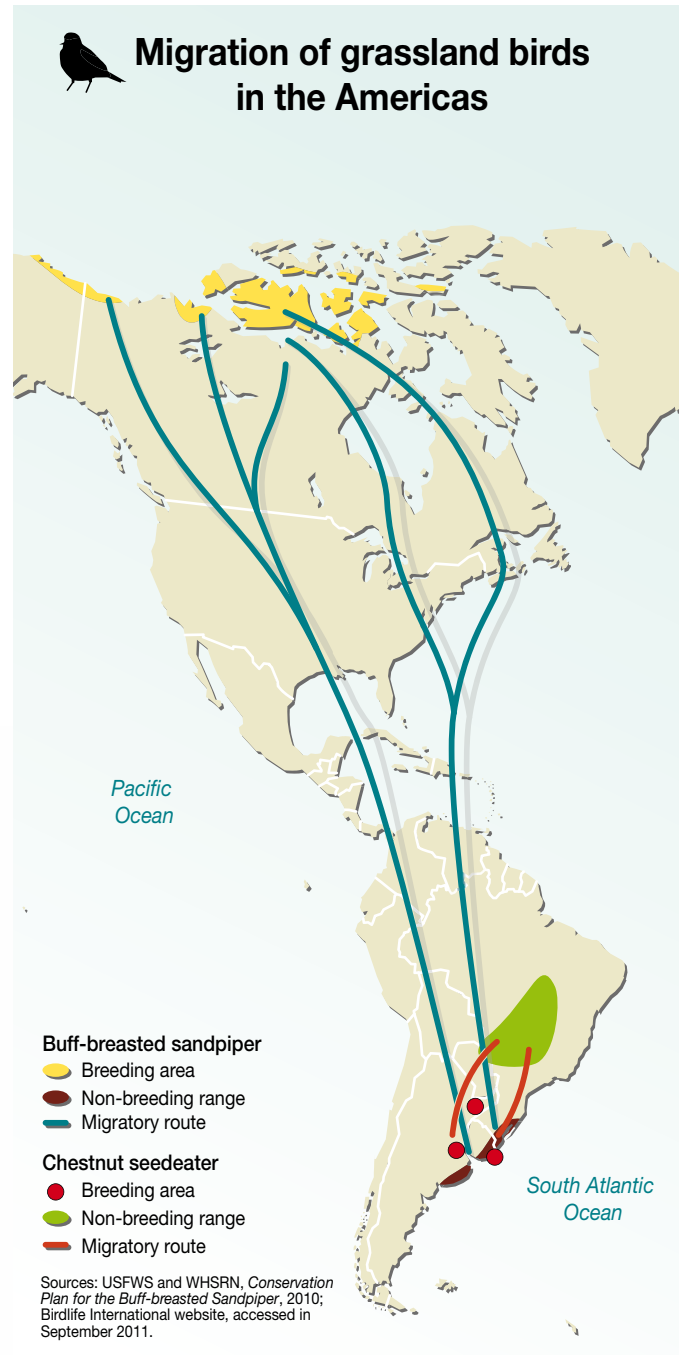 Migration of grassland birds
in the Americas
Pacific
Ocean
Buff-breasted sandpiper
Breeding area
Non-breeding range
Migratory route
Chestnut seedeater
Breeding area
Non-breeding range
Migratory route
South Atlantic
Ocean
Sources: USFWS and WHSRN, Conservation
Plan for the Buff-breasted Sandpiper, 2010;
Birdlife International website, accessed in
September 2011.